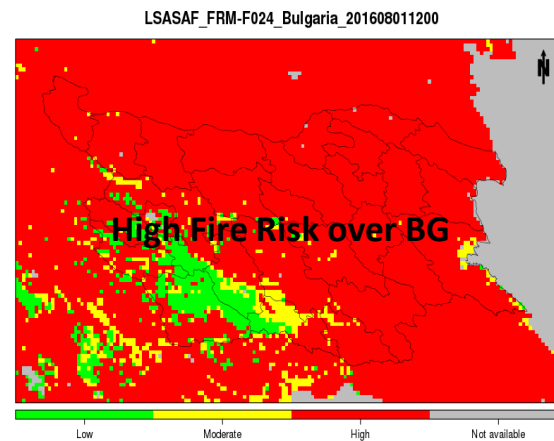 LSASAF_FRM-F024_Bulgaria_201608011200
N
High Fire Risk over BG
Low Moderate High Not available